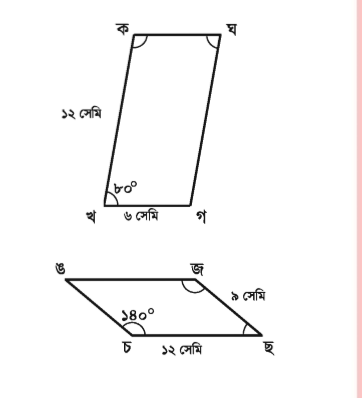 ক ঘ
১২ সেমি
৮০°
খ ৬ সেমি গ
ঙ জ
৯ সেমি
১৪০°
চ ১২ সেমি ছ